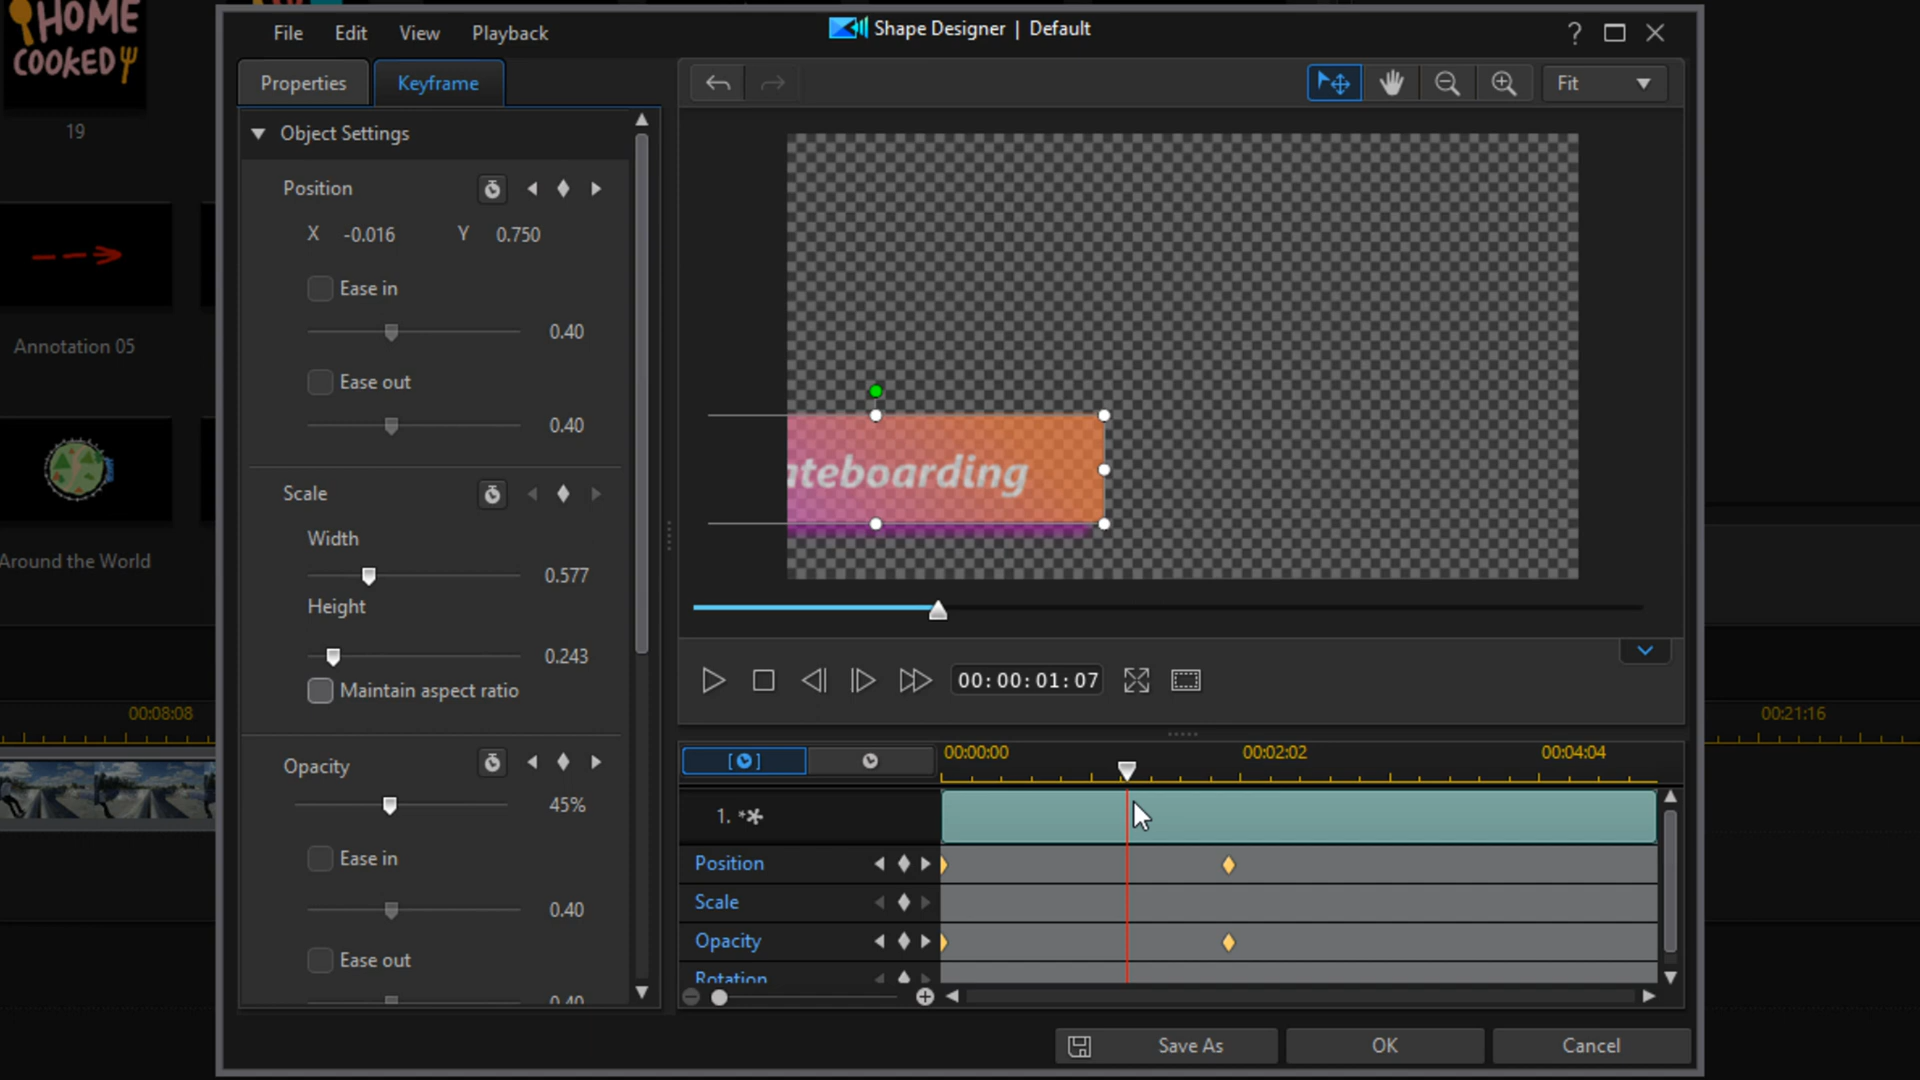 HOME
COOKED
19
Annotation 05
Around the World
00:08:08
00:21:16
File Edit View Playback
Shape Designer | Default
?
Properties Keyframe
Fit
Object Settings
Position
X -0.016 Y 0.750
Ease in
0.40
Ease out
0.40
Scale
Width
0.577
Height
0.243
Maintain aspect ratio
Opacity
45%
Ease in
0.40
Ease out
0.40
ateboarding
00:00:01:07
00:00:00 00:02:02 00:04:04
1. **
Position
Scale
Opacity
Rotation
Save As OK Cancel